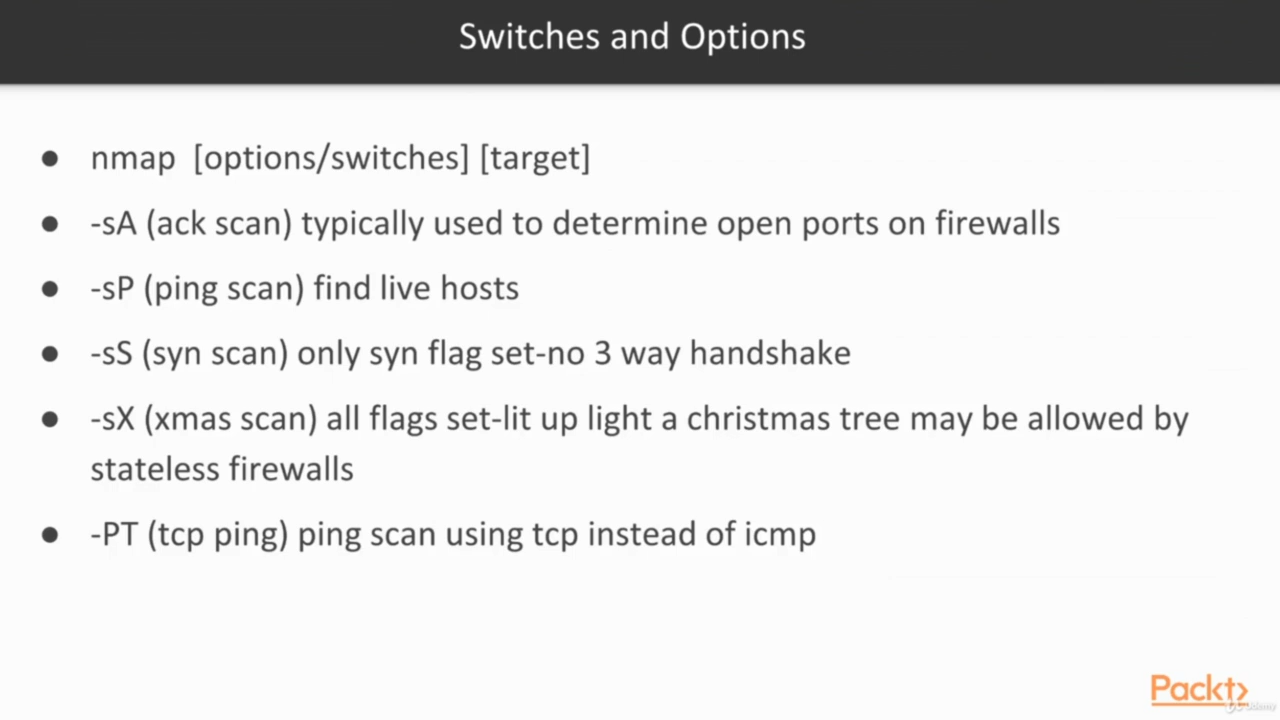 Switches and Options
● nmap [options/switches] [target]
● -sA (ack scan) typically used to determine open ports on firewalls
● -sP (ping scan) find live hosts
● -sS (syn scan) only syn flag set-no 3 way handshake
● -sX (xmas scan) all flags set-lit up light a christmas tree may be allowed by
stateless firewalls
● -PT (tcp ping) ping scan using tcp instead of icmp
Packt>
Udemy